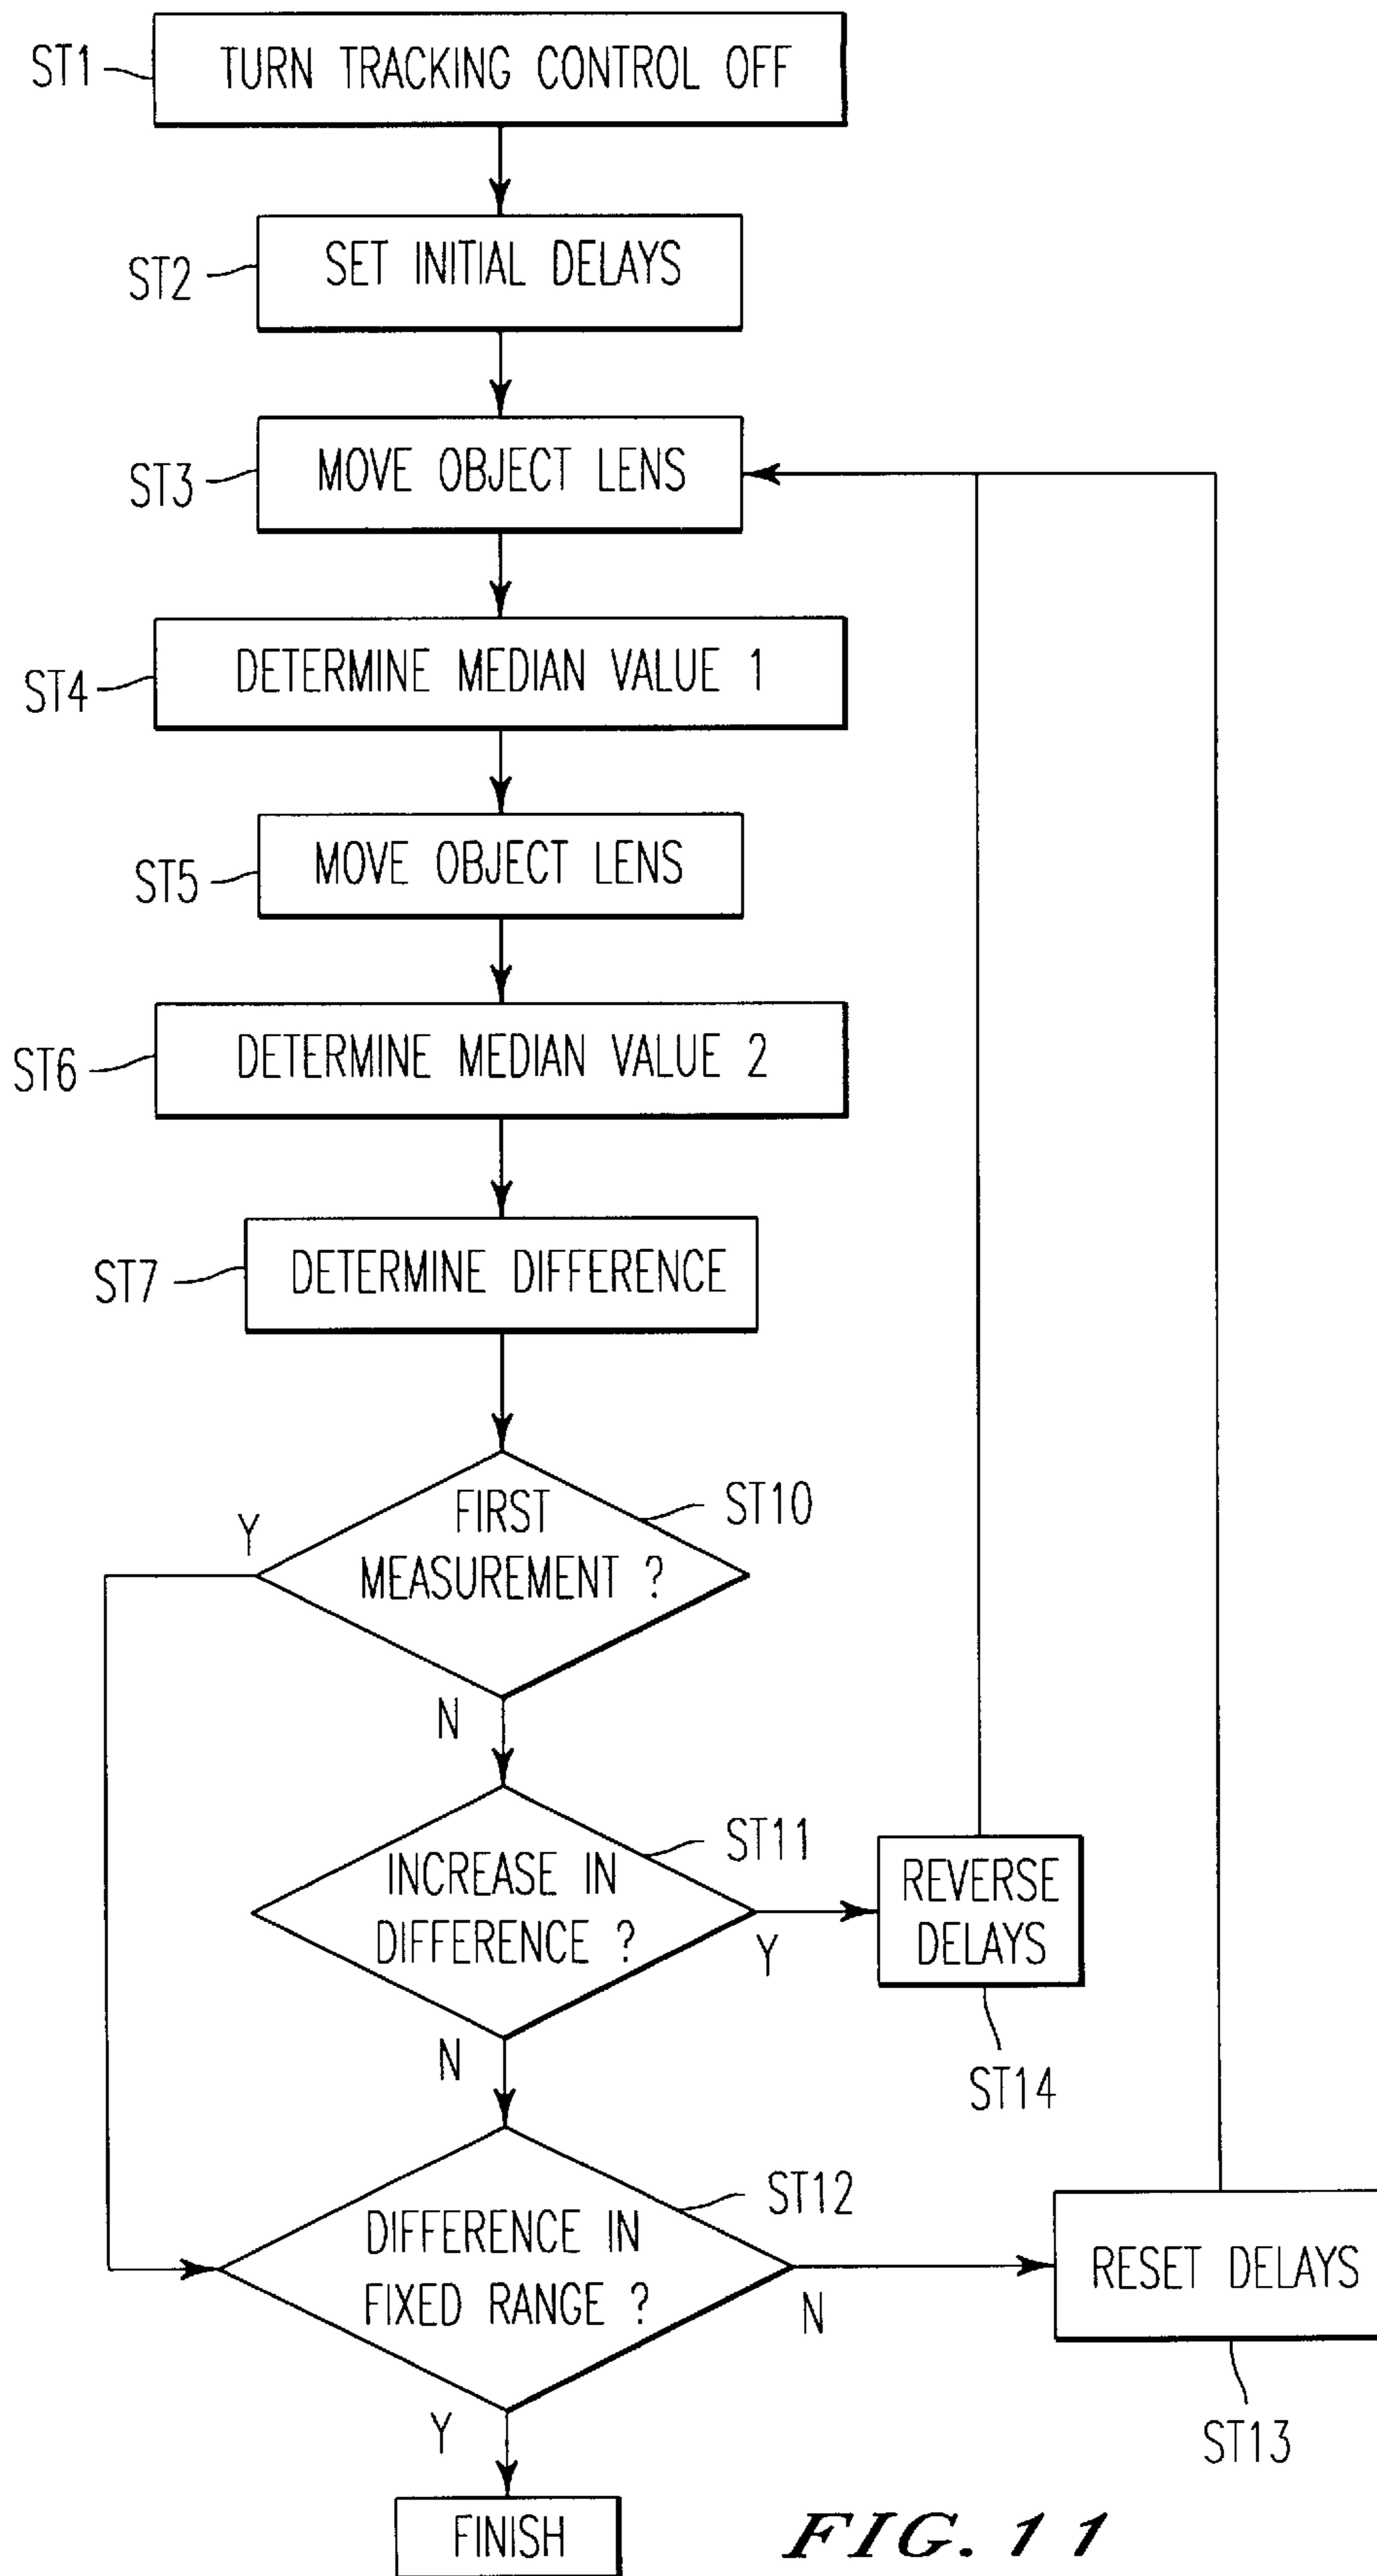 ST1
TURN TRACKING CONTROL OFF
ST2
SET INITIAL DELAYS
ST3
MOVE OBJECT LENS
ST4
DETERMINE MEDIAN VALUE 1
ST5
MOVE OBJECT LENS
ST6
DETERMINE MEDIAN VALUE 2
ST7
DETERMINE DIFFERENCE
ST10
Y
FIRST
MEASUREMENT ?
N
ST11
INCREASE IN
DIFFERENCE ?
Y
REVERSE
DELAYS
ST14
N
ST12
DIFFERENCE IN
FIXED RANGE ?
N
RESET DELAYS
ST13
Y
FINISH
FIG. 11